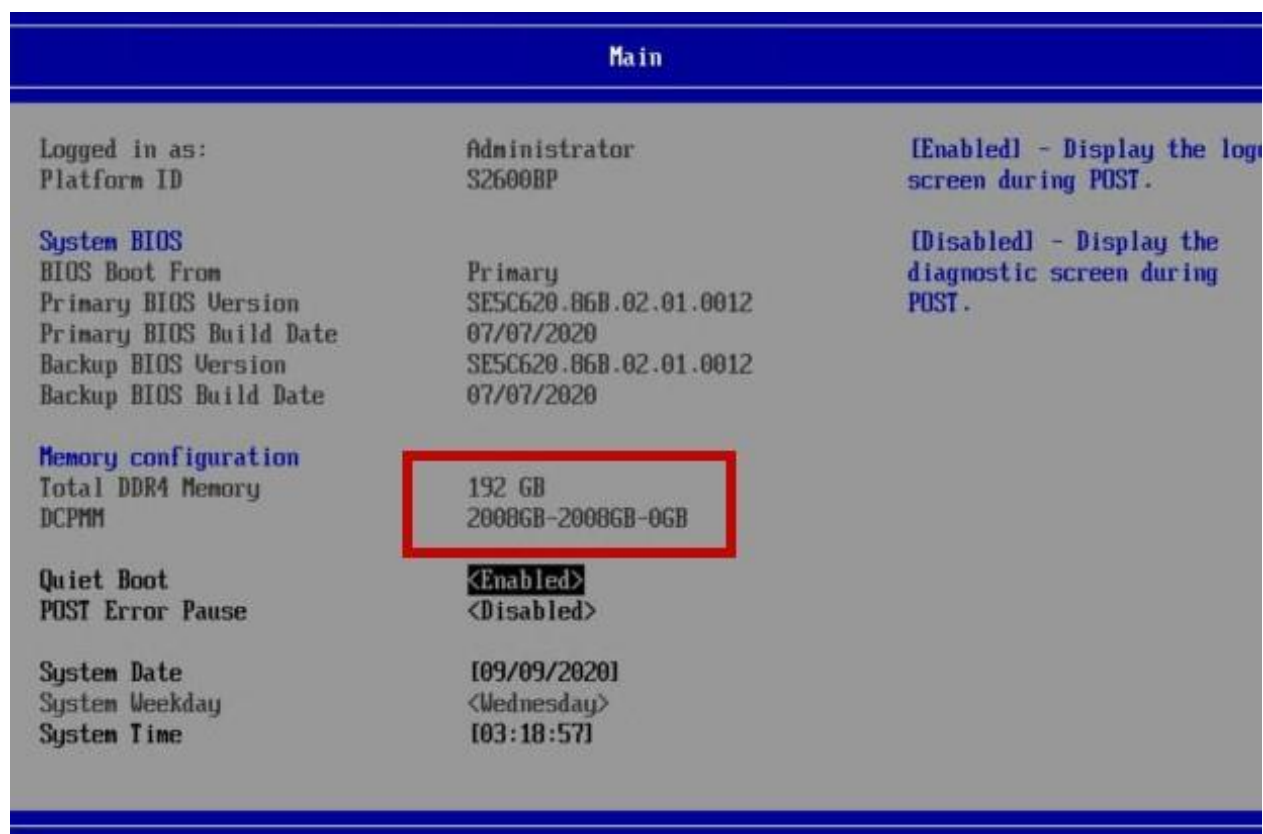 Main
Logged in as: Administrator
Platform ID S2600BP
System BIOS
BIOS Boot From Primary
Primary BIOS Version SE5C620.86B.02.01.0012
Primary BIOS Build Date 07/07/2020
Backup BIOS Version SE5C620.86B.02.01.0012
Backup BIOS Build Date 07/07/2020
Memory configuration
Total DDR4 Memory 192 GB
DCPMM 2008GB-2008GB-0GB
Quiet Boot <Enabled>
POST Error Pause <Disabled>
System Date [09/09/2020]
System Weekday <Wednesday>
System Time [03:18:57]
[Enabled] - Display the logo
screen during POST.
[Disabled] - Display the
diagnostic screen during
POST.